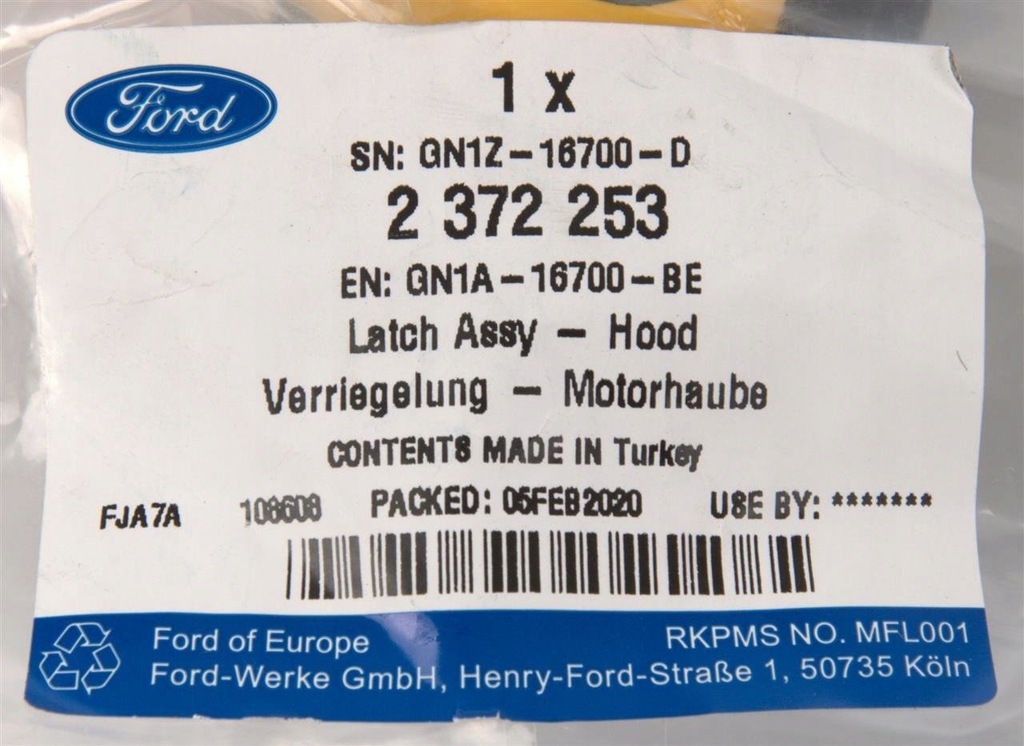 Ford
1 x
SN: GN1Z-16700-D
2 372 253
EN: GN1A-16700-BE
Latch Assy - Hood
Verriegelung - Motorhaube
CONTENTS MADE IN Turkey
FJA7A 108608 PACKED: 05FEB2020 USE BY: *******
Ford of Europe RKPMS NO. MFL001
Ford-Werke GmbH, Henry-Ford-Straße 1, 50735 Köln